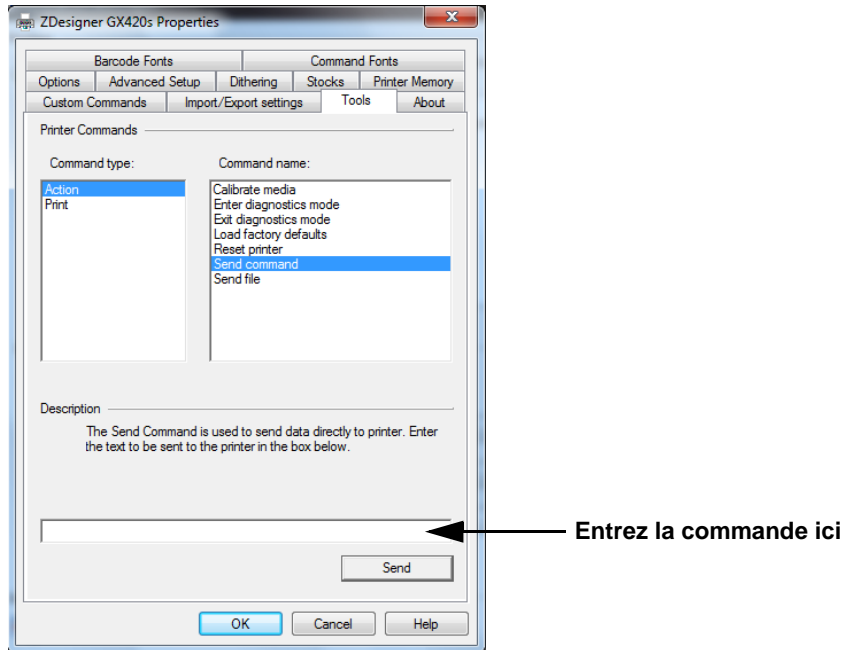 ZDesigner GX420s Properties
Barcode Fonts Command Fonts
Options Advanced Setup Dithering Stocks Printer Memory
Custom Commands Import/Export settings Tools About
Printer Commands
Command type: Command name:
Action
Print
Calibrate media
Enter diagnostics mode
Exit diagnostics mode
Load factory defaults
Reset printer
Send command
Send file
Description
The Send Command is used to send data directly to printer. Enter
the text to be sent to the printer in the box below.
Entrez la commande ici
Send
OK Cancel Help